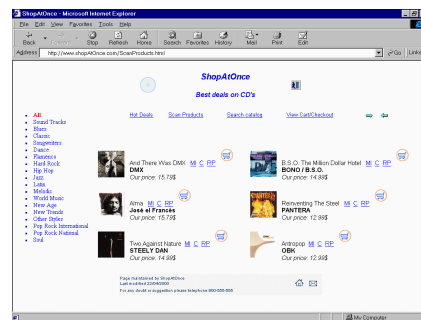 ShopAtOnce - Microsoft Internet Explorer
File Edit View Favorites Tools Help
Back Stop Refresh Home Search Favorites History Mail Print Edit
Address http://www.shopAtOnce.com/ScanProducts.html Go Links
ShopAtOnce
Best deals on CD's
Hot Deals Scan Products Search catalog View Cart/Checkout
All
Sound Tracks
Blues
Classic
Songwriters
Dance
Flamenco
Hard Rock
Hip Hop
Jazz
Latin
Melodic
World Music
New Age
New Trends
Other Styles
Pop Rock International
Pop Rock National
Soul
And There Was DMX MI C RP
DMX
Our price: 15.79$
B.S.O. The Million Dollar Hotel MI C RP
BONO / B.S.O.
Our price: 14.99$
Alma MI C RP
José el Francés
Our price: 15.79$
Reinventing The Steel MI C RP
PANTERA
Our price: 12.99$
Two Against Nature MI C RP
STEELY DAN
Our price: 14.99$
Antropop MI C RP
OBK
Our price: 12.99$
Page maintained by ShopAtOnce
Last modified 22/04/2000
For any doubt or suggestion please telephone 900-000-000
My Computer